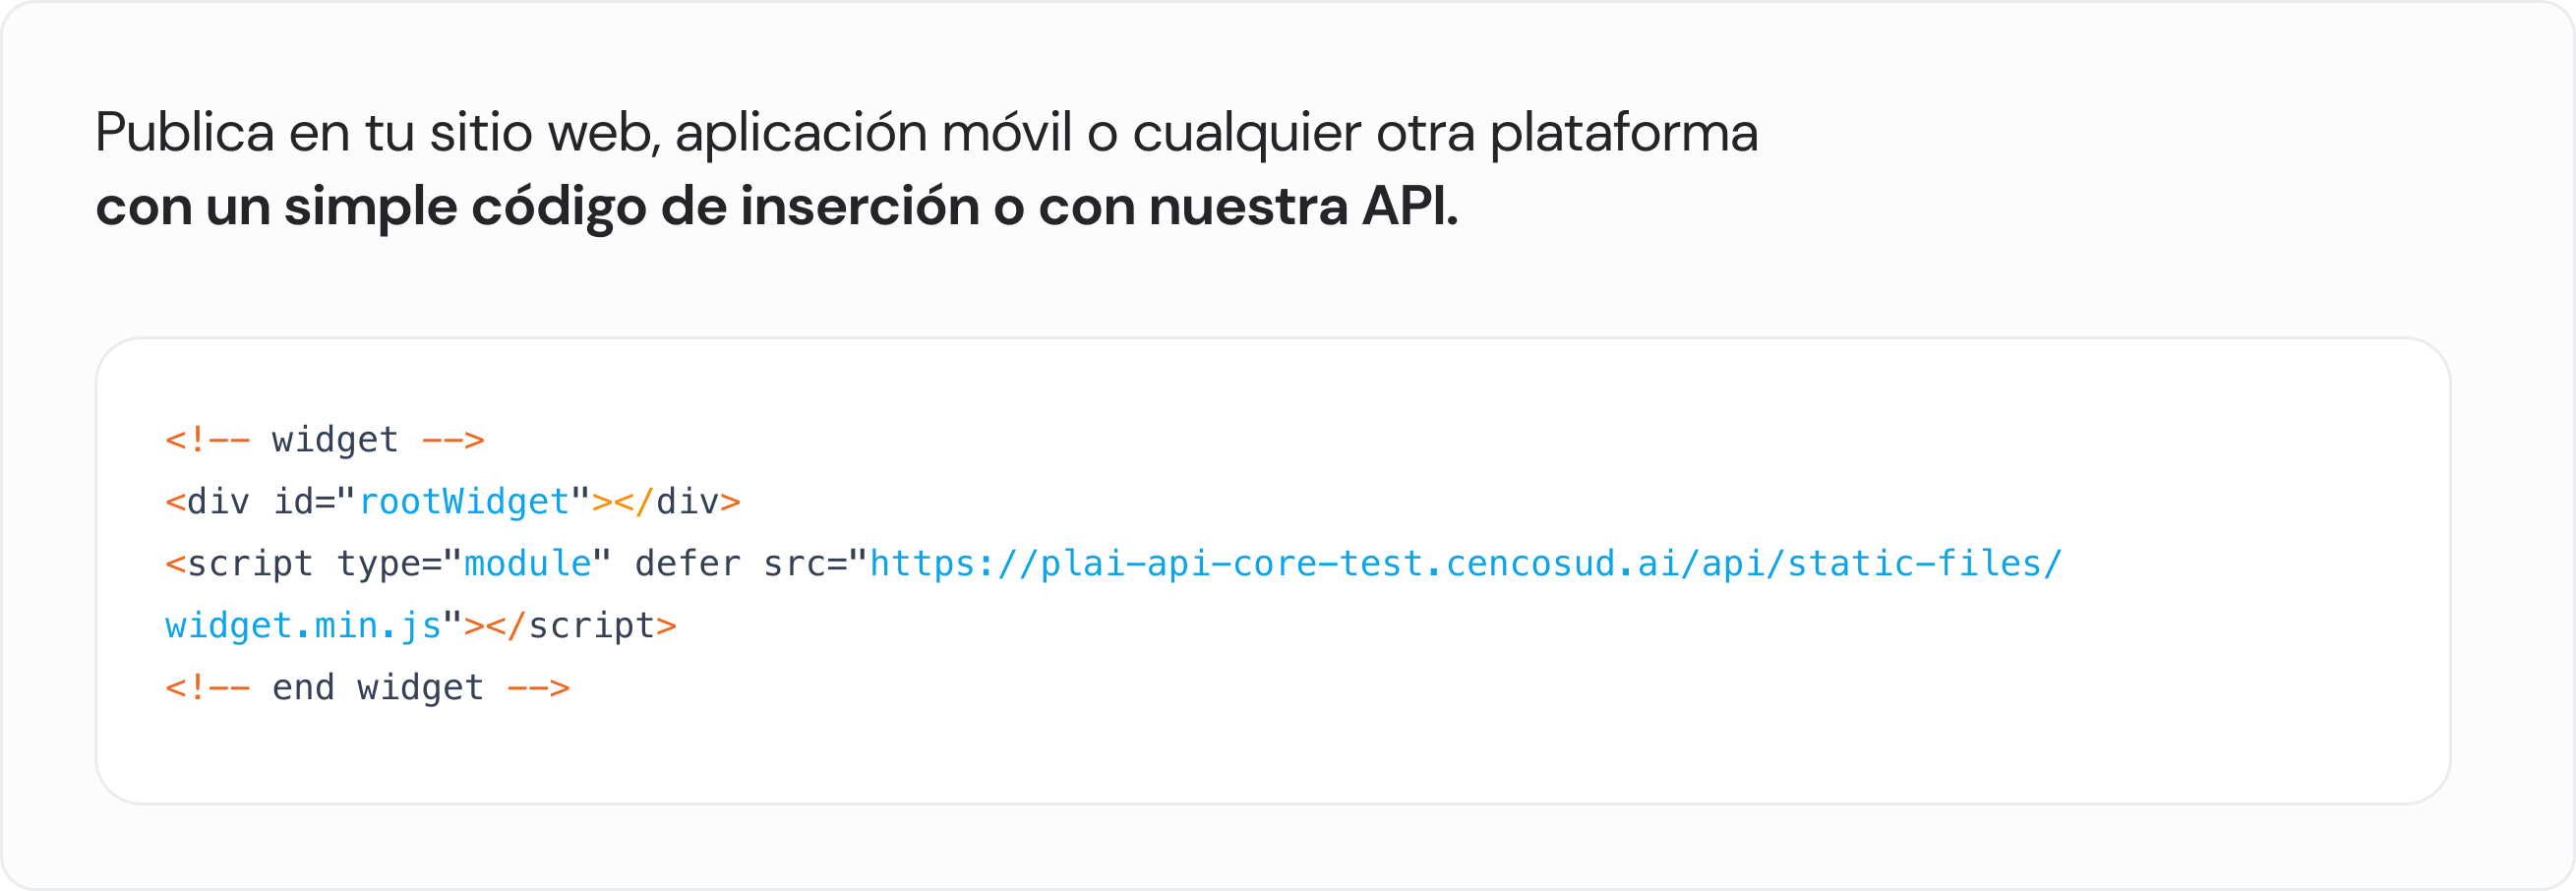 Publica en tu sitio web, aplicación móvil o cualquier otra plataforma
con un simple código de inserción o con nuestra API.
<!-- widget -->
<div id="rootWidget"></div>
<script type="module" defer src="https://plai-api-core-test.cencosud.ai/api/static-files/
widget.min.js"></script>
<!-- end widget -->